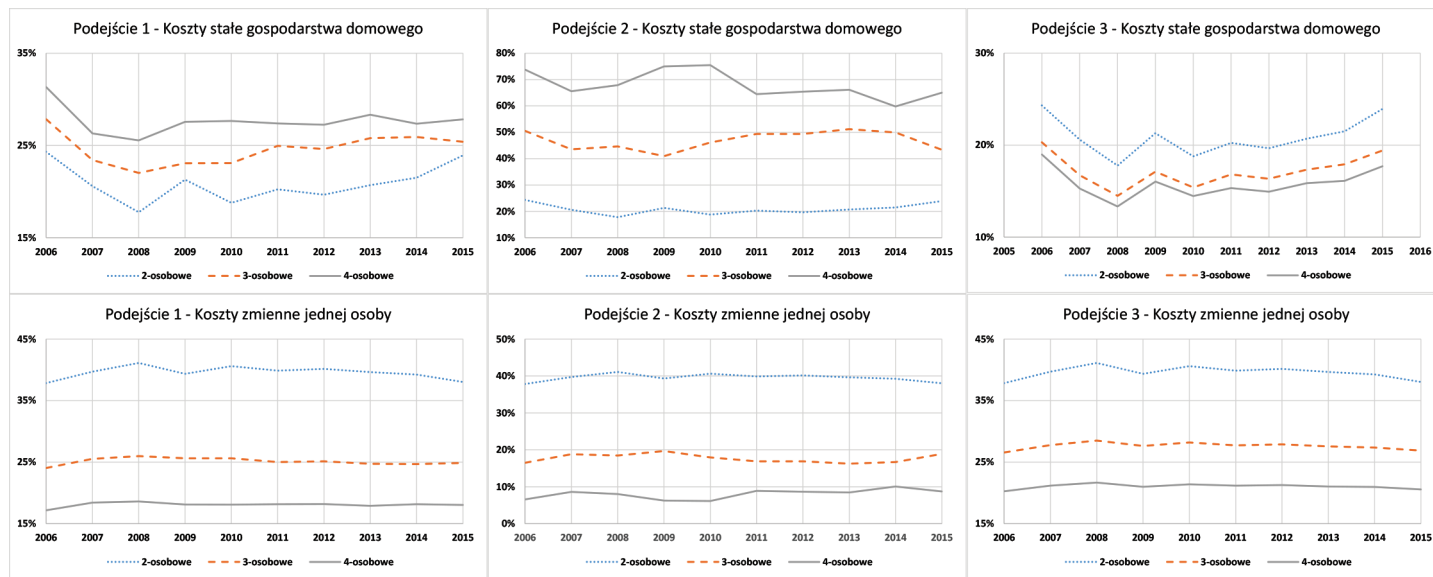 Podejście 1 - Koszty stałe gospodarstwa domowego
35%
25%
15%
2006 2007 2008 2009 2010 2011 2012 2013 2014 2015
2-osobowe 3-osobowe 4-osobowe
Podejście 2 - Koszty stałe gospodarstwa domowego
80%
70%
60%
50%
40%
30%
20%
10%
2006 2007 2008 2009 2010 2011 2012 2013 2014 2015
2-osobowe 3-osobowe 4-osobowe
Podejście 3 - Koszty stałe gospodarstwa domowego
30%
20%
10%
2005 2006 2007 2008 2009 2010 2011 2012 2013 2014 2015 2016
2-osobowe 3-osobowe 4-osobowe
Podejście 1 - Koszty zmienne jednej osoby
45%
35%
25%
15%
2006 2007 2008 2009 2010 2011 2012 2013 2014 2015
2-osobowe 3-osobowe 4-osobowe
Podejście 2 - Koszty zmienne jednej osoby
50%
40%
30%
20%
10%
0%
2006 2007 2008 2009 2010 2011 2012 2013 2014 2015
2-osobowe 3-osobowe 4-osobowe
Podejście 3 - Koszty zmienne jednej osoby
45%
35%
25%
15%
2006 2007 2008 2009 2010 2011 2012 2013 2014 2015
2-osobowe 3-osobowe 4-osobowe